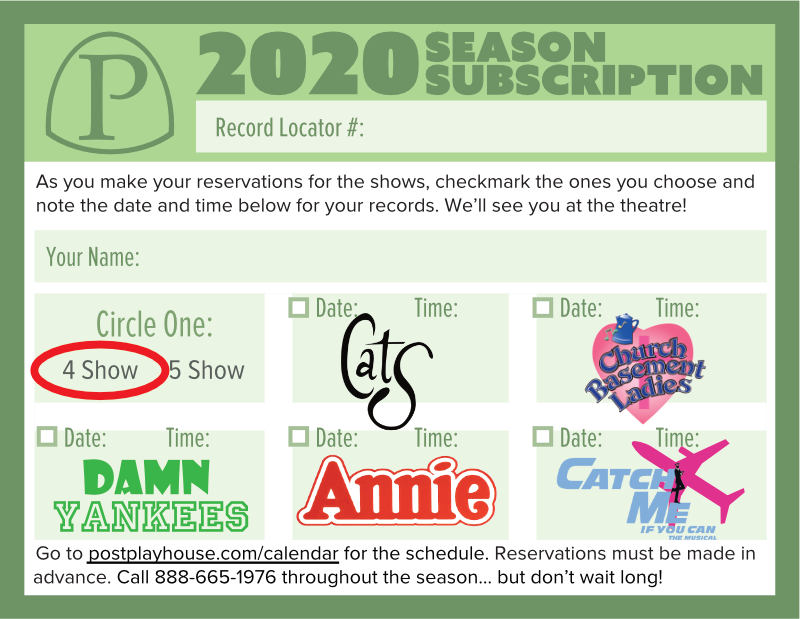 P
2020 SEASON
SUBSCRIPTION
Record Locator #:
As you make your reservations for the shows, checkmark the ones you choose and
note the date and time below for your records. We'll see you at the theatre!
Your Name:
Circle One:
4 Show 5 Show
Date: Time:
Cats
Date: Time:
Church
Basement
Ladies
Date: Time:
DAMN
YANKEES
Date: Time:
Annie
Date: Time:
CATCH
ME
IF YOU CAN
THE MUSICAL
Go to postplayhouse.com/calendar for the schedule. Reservations must be made in
advance. Call 888-665-1976 throughout the season... but don't wait long!